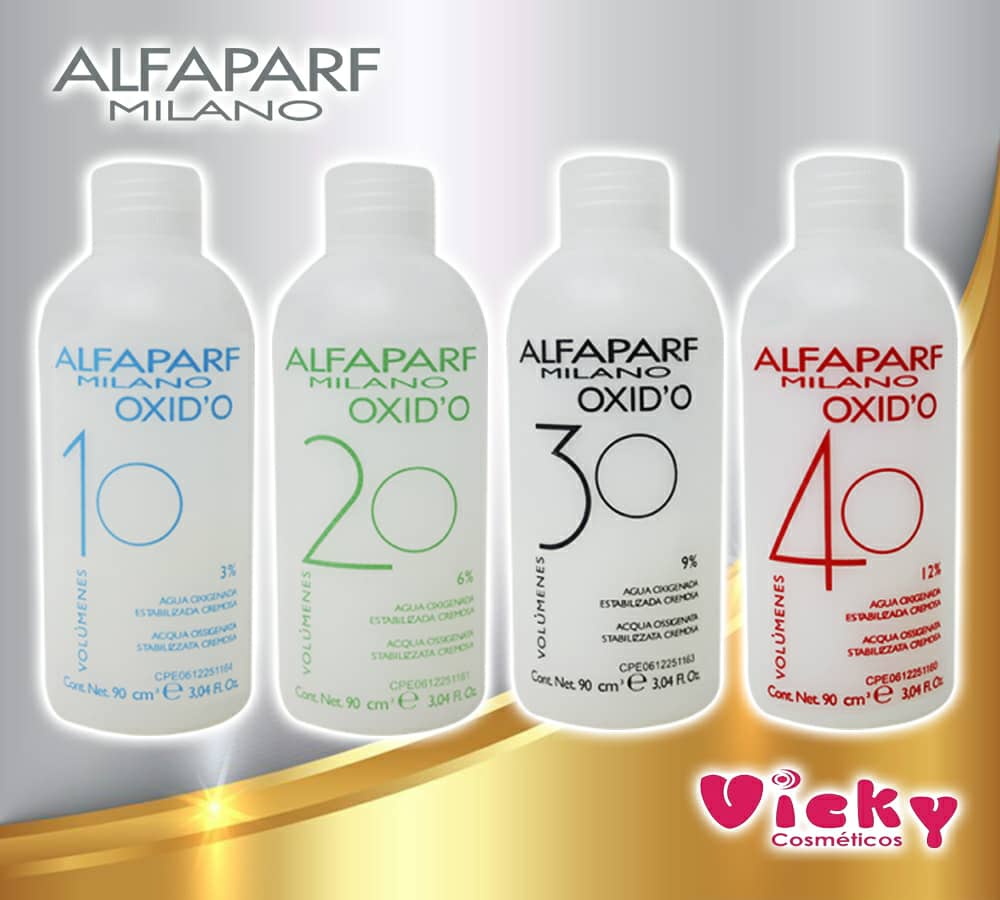 ALFAPARF
MILANO
ALFAPARF
MILANO
OXID'O
10
VOLÚMENES
3%
AGUA OXIGENADA
ESTABILIZADA CREMOSA
ACQUA OSSIGENATA
STABILIZZATA CREMOSA
CPE0612251164
Cont. Net. 90 cm³ e 3,04 Fl. Oz.
ALFAPARF
MILANO
OXID'O
20
VOLÚMENES
6%
AGUA OXIGENADA
ESTABILIZADA CREMOSA
ACQUA OSSIGENATA
STABILIZZATA CREMOSA
CPE0612251161
Cont. Net. 90 cm³ e 3,04 Fl. Oz.
ALFAPARF
MILANO
OXID'O
30
VOLÚMENES
9%
AGUA OXIGENADA
ESTABILIZADA CREMOSA
ACQUA OSSIGENATA
STABILIZZATA CREMOSA
CPE0612251163
Cont. Net. 90 cm³ e 3,04 Fl. Oz.
ALFAPARF
MILANO
OXID'O
40
VOLÚMENES
12%
AGUA OXIGENADA
ESTABILIZADA CREMOSA
ACQUA OSSIGENATA
STABILIZZATA CREMOSA
CPE0612251160
Cont. Net. 90 cm³ e 3,04 Fl. Oz.
Vicky
Cosméticos